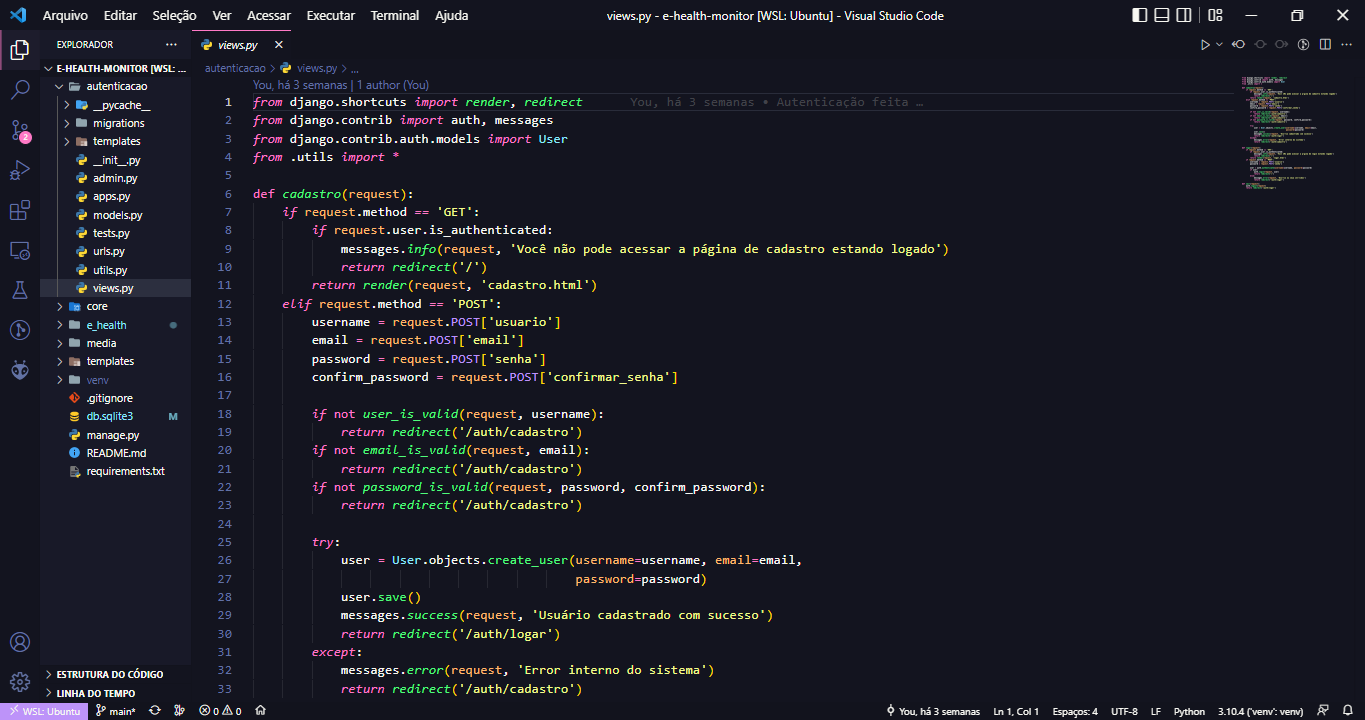 Arquivo Editar Seleção Ver Acessar Executar Terminal Ajuda
views.py - e-health-monitor [WSL: Ubuntu] - Visual Studio Code
EXPLORADOR ...
E-HEALTH-MONITOR [WSL: ...
autenticacao
__pycache__
migrations
templates
__init__.py
admin.py
apps.py
models.py
tests.py
urls.py
utils.py
views.py
core
e_health
media
templates
venv
.gitignore
db.sqlite3 M
manage.py
README.md
requirements.txt
ESTRUTURA DO CÓDIGO
LINHA DO TEMPO
2
views.py
autenticacao > views.py > ...
You, há 3 semanas | 1 author (You)
1 from django.shortcuts import render, redirect You, há 3 semanas • Autenticação feita …
2 from django.contrib import auth, messages
3 from django.contrib.auth.models import User
4 from .utils import *
5
6 def cadastro(request):
7 if request.method == 'GET':
8 if request.user.is_authenticated:
9 messages.info(request, 'Você não pode acessar a página de cadastro estando logado')
10 return redirect('/')
11 return render(request, 'cadastro.html')
12 elif request.method == 'POST':
13 username = request.POST['usuario']
14 email = request.POST['email']
15 password = request.POST['senha']
16 confirm_password = request.POST['confirmar_senha']
17
18 if not user_is_valid(request, username):
19 return redirect('/auth/cadastro')
20 if not email_is_valid(request, email):
21 return redirect('/auth/cadastro')
22 if not password_is_valid(request, password, confirm_password):
23 return redirect('/auth/cadastro')
24
25 try:
26 user = User.objects.create_user(username=username, email=email,
27 password=password)
28 user.save()
29 messages.success(request, 'Usuário cadastrado com sucesso')
30 return redirect('/auth/logar')
31 except:
32 messages.error(request, 'Error interno do sistema')
33 return redirect('/auth/cadastro')
WSL: Ubuntu main* 0 0 You, há 3 semanas Ln 1, Col 1 Espaços: 4 UTF-8 LF Python 3.10.4 ('venv': venv)